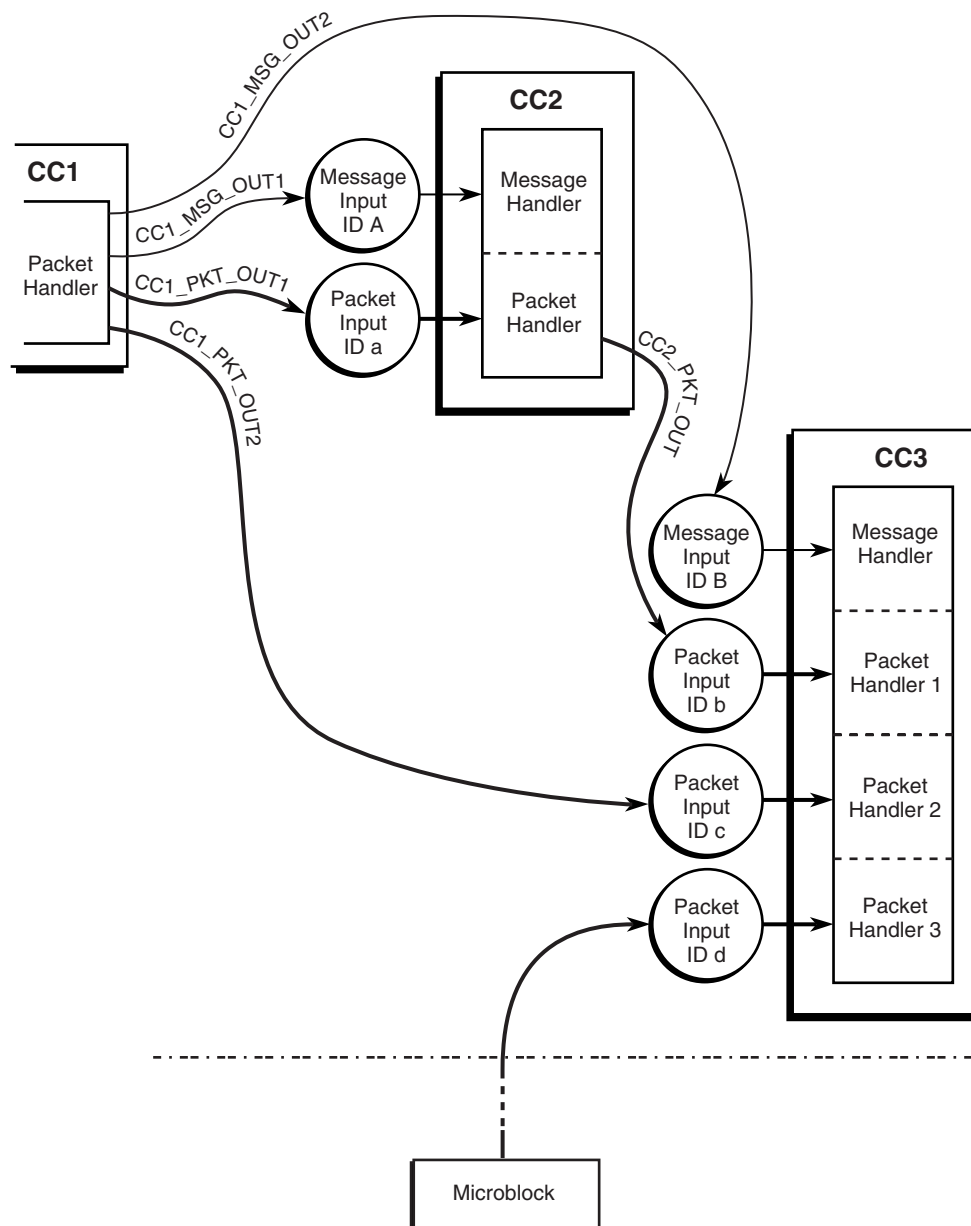 CC1_MSG_OUT2
CC2
CC1
Message
Input
ID A
Message
Handler
CC1_MSG_OUT1
Packet
Handler
CC1_PKT_OUT1
Packet
Input
ID a
Packet
Handler
CC1_PKT_OUT2
CC2_PKT_OUT
CC3
Message
Input
ID B
Message
Handler
Packet
Input
ID b
Packet
Handler 1
Packet
Input
ID c
Packet
Handler 2
Packet
Input
ID d
Packet
Handler 3
Microblock